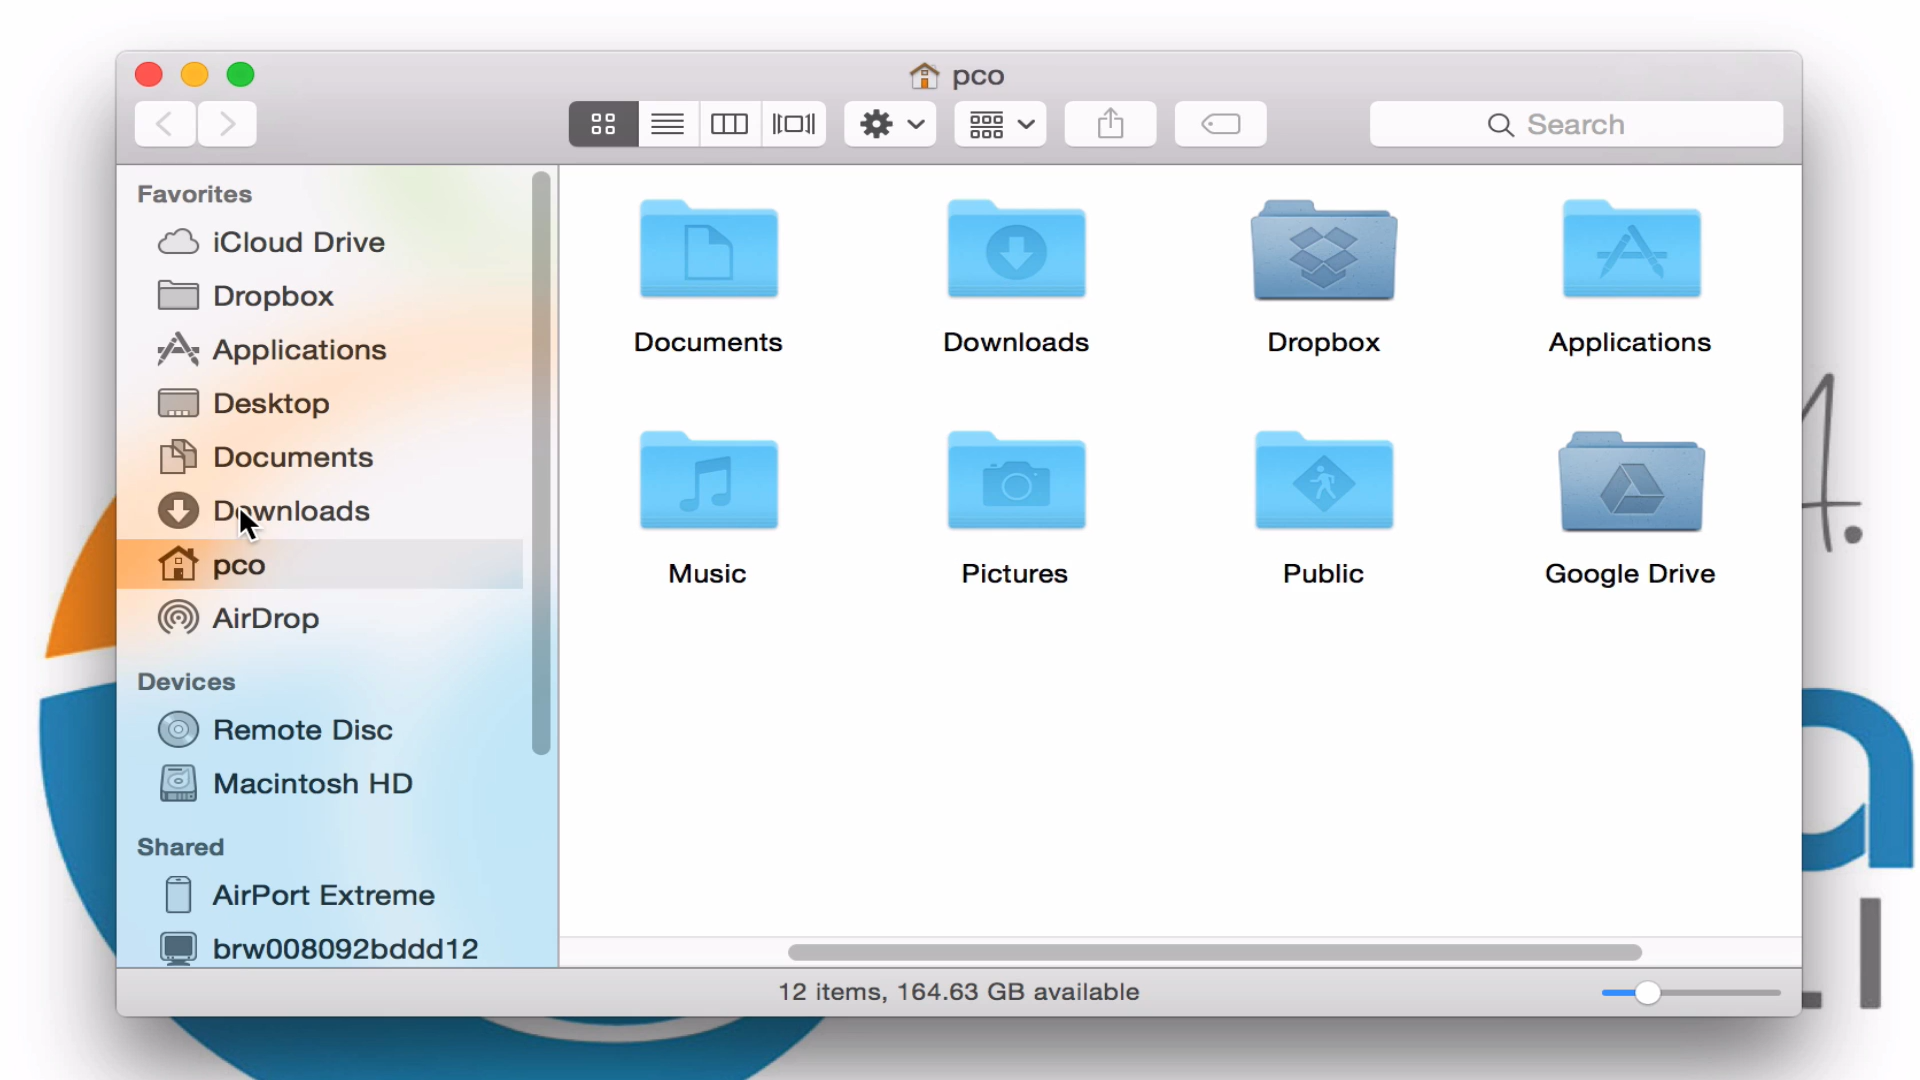 pco
Search
Favorites
iCloud Drive
Dropbox
Applications
Desktop
Documents
Downloads
pco
AirDrop
Devices
Remote Disc
Macintosh HD
Shared
AirPort Extreme
brw008092bddd12
Documents
Downloads
Dropbox
Applications
Music
Pictures
Public
Google Drive
12 items, 164.63 GB available